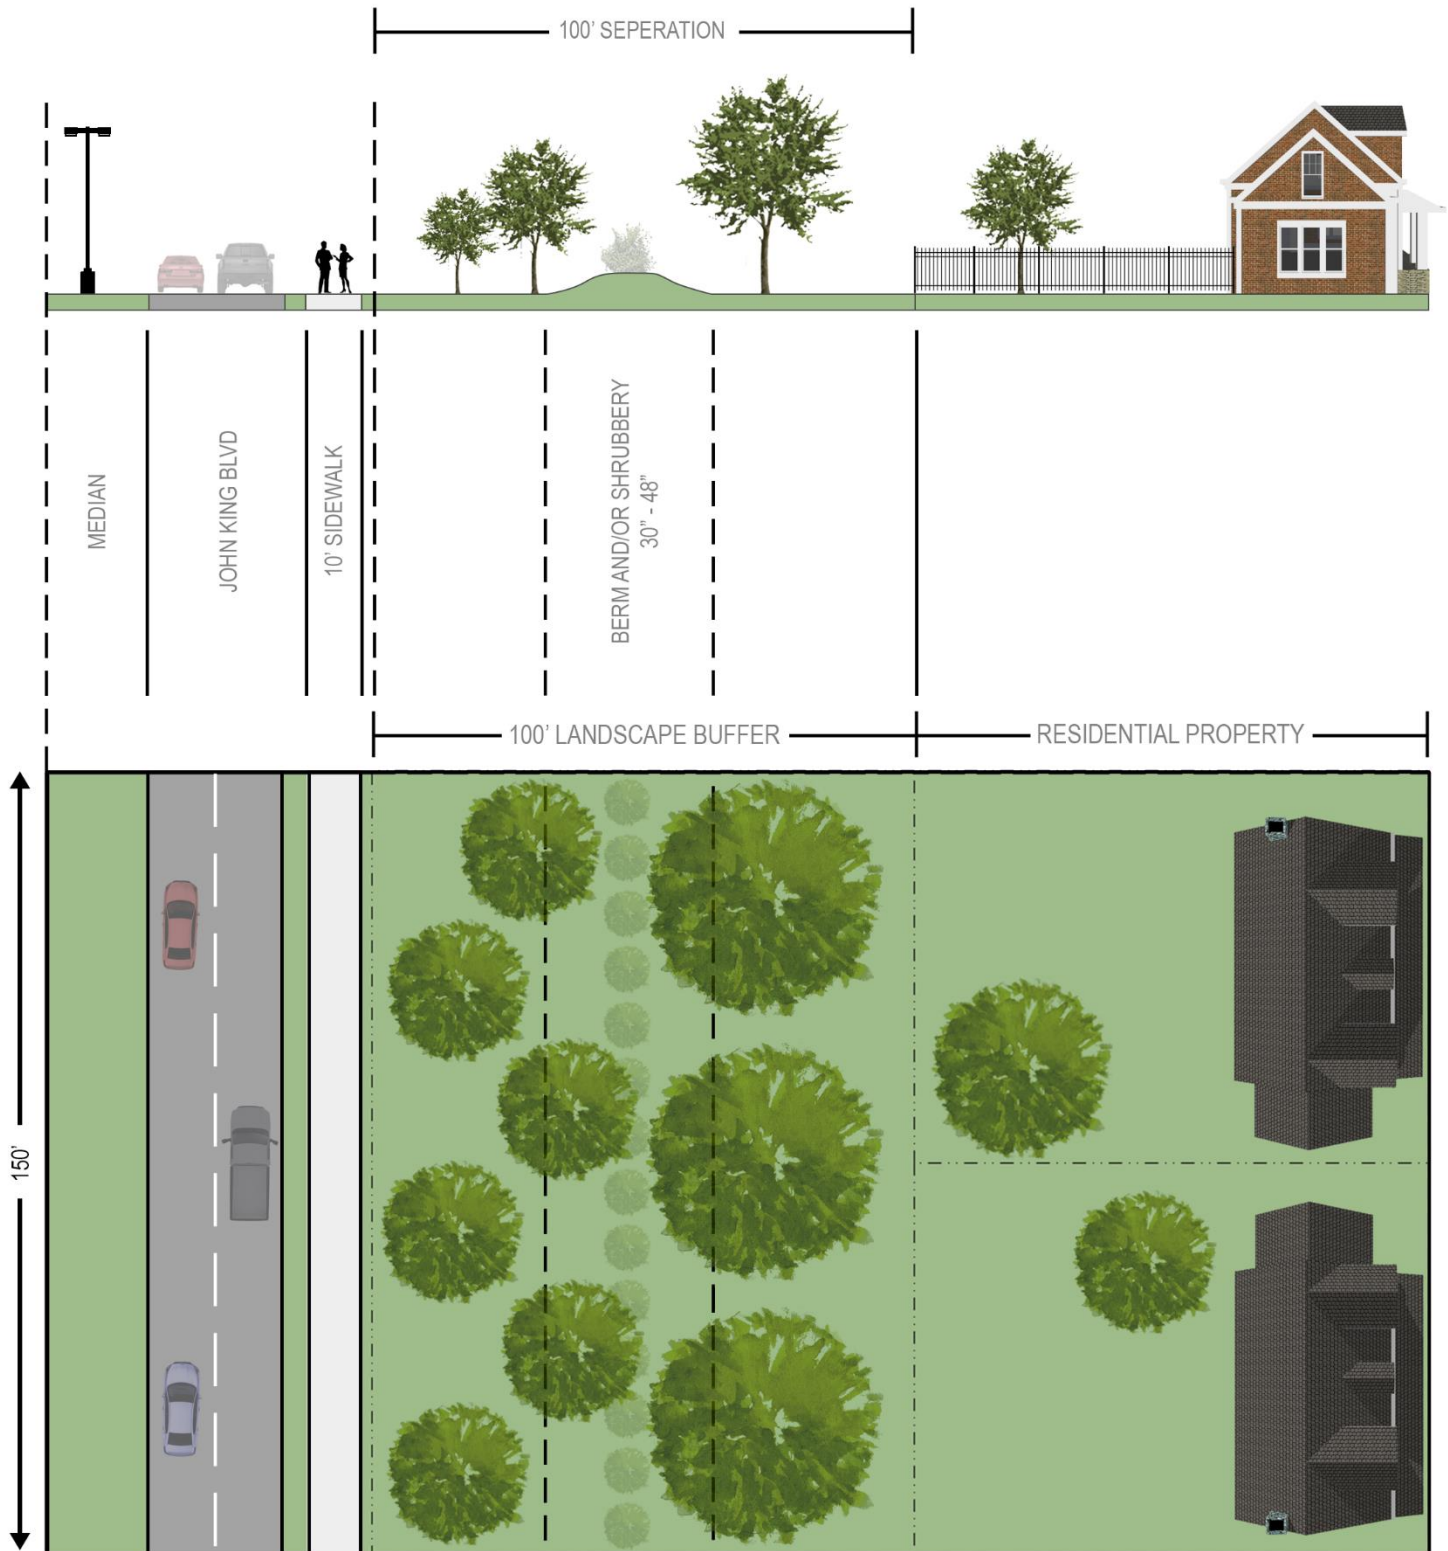 100' SEPERATION
MEDIAN
JOHN KING BLVD
10' SIDEWALK
BERM AND/OR SHRUBBERY
30" - 48"
100' LANDSCAPE BUFFER
RESIDENTIAL PROPERTY
150'